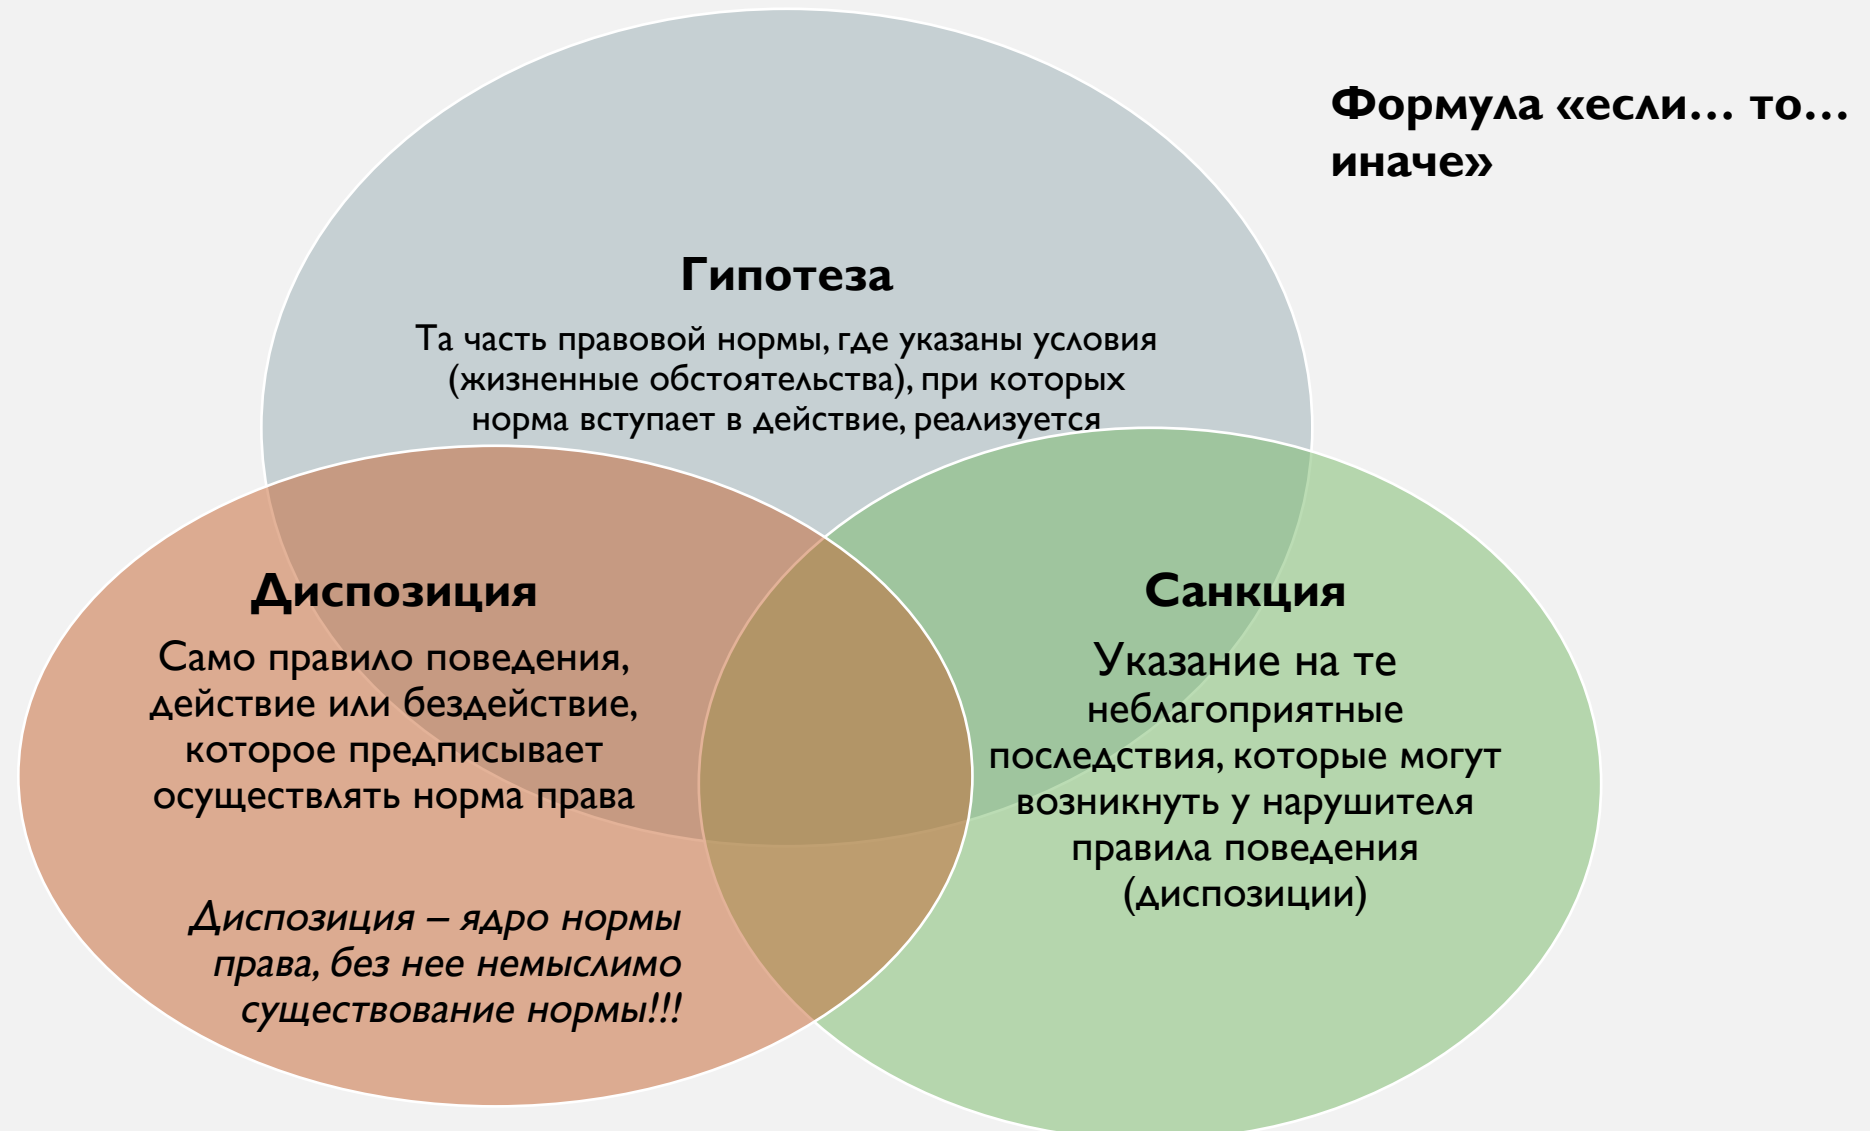 Формула «если… то…
иначе»
Гипотеза
Та часть правовой нормы, где указаны условия
(жизненные обстоятельства), при которых
норма вступает в действие, реализуется
Диспозиция
Само правило поведения,
действие или бездействие,
которое предписывает
осуществлять норма права
Диспозиция – ядро нормы
права, без нее немыслимо
существование нормы!!!
Санкция
Указание на те
неблагоприятные
последствия, которые могут
возникнуть у нарушителя
правила поведения
(диспозиции)